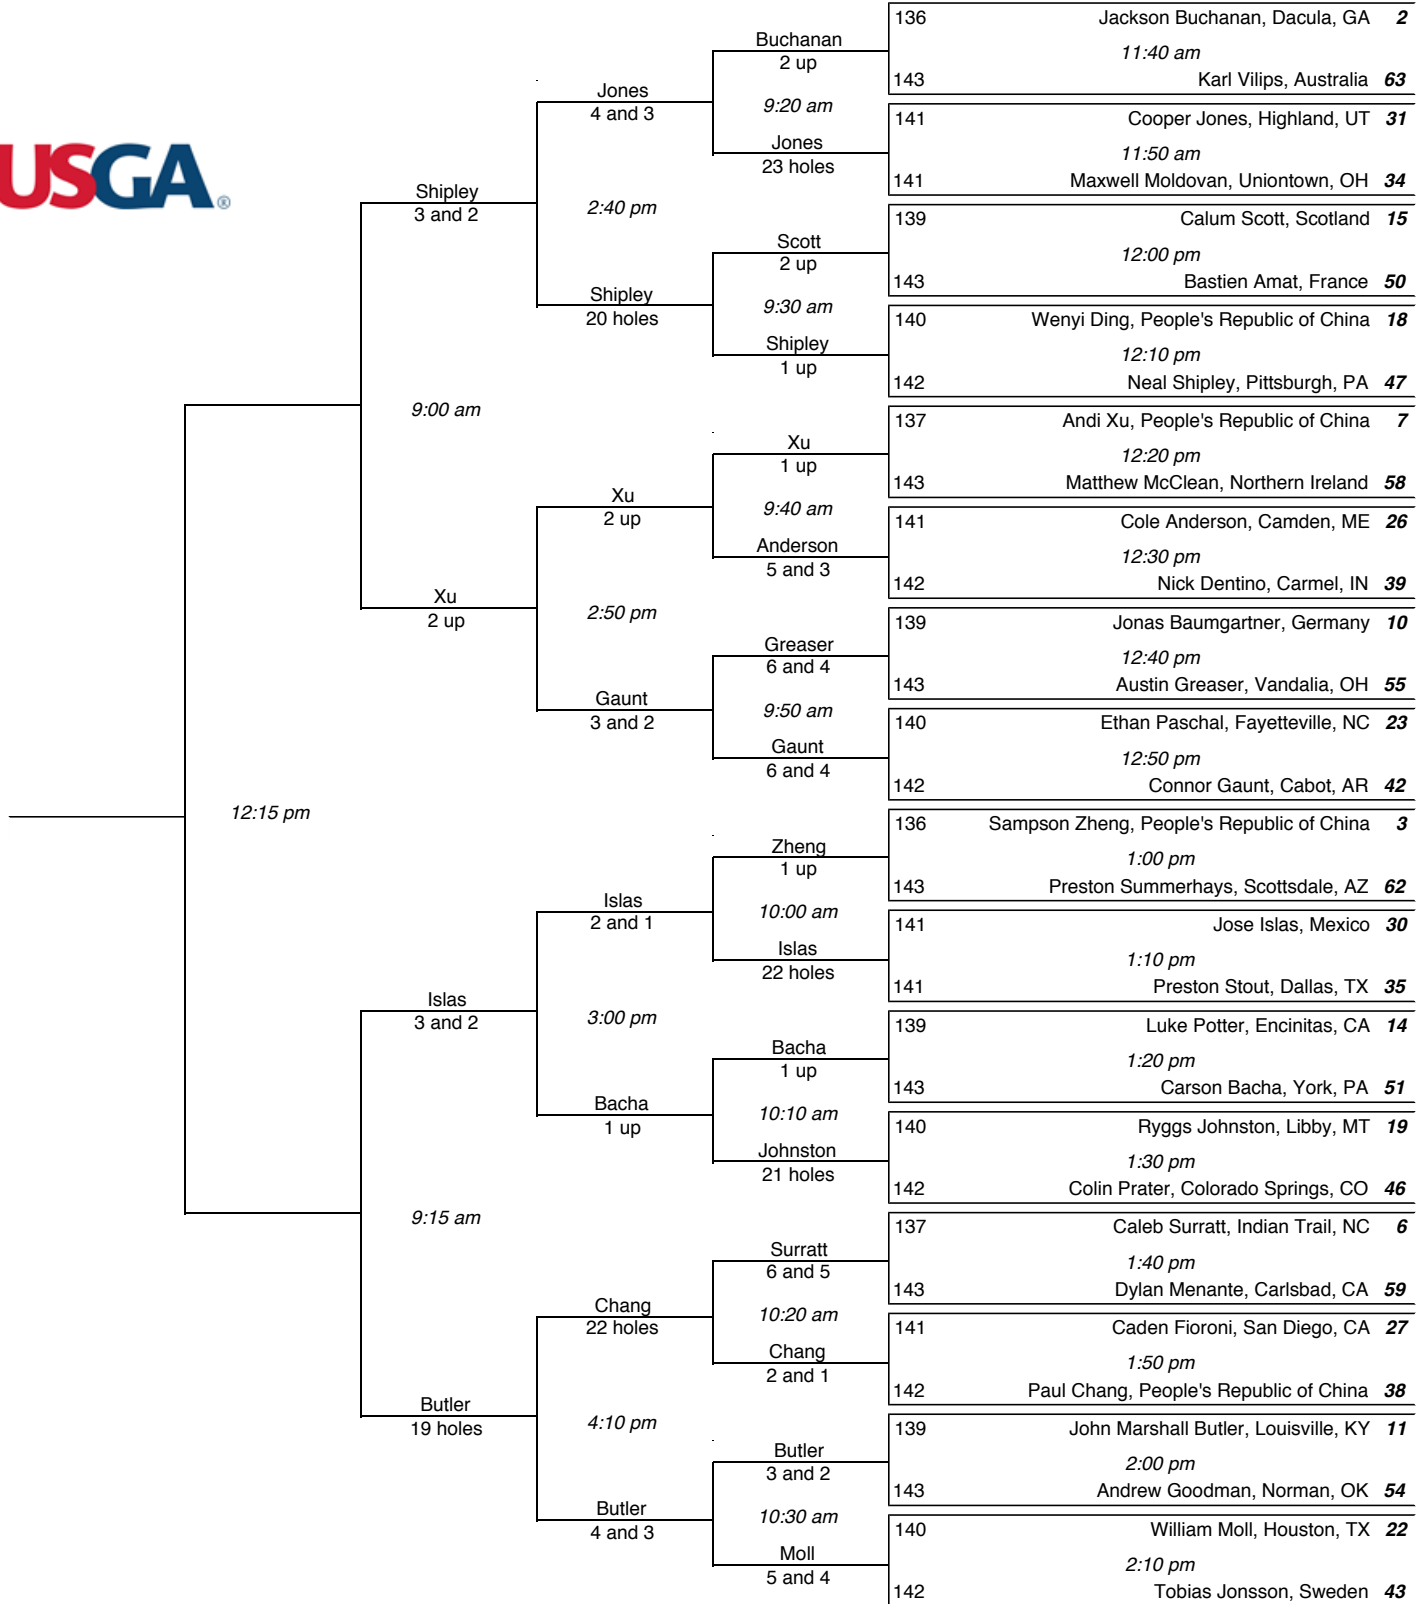 136 Jackson Buchanan, Dacula, GA 2
Buchanan
2 up
11:40 am
143 Karl Vilips, Australia 63
Jones
4 and 3
9:20 am
141 Cooper Jones, Highland, UT 31
Jones
23 holes
11:50 am
141 Maxwell Moldovan, Uniontown, OH 34
USGA®
Shipley
3 and 2
2:40 pm
139 Calum Scott, Scotland 15
Scott
2 up
12:00 pm
143 Bastien Amat, France 50
Shipley
20 holes
9:30 am
140 Wenyi Ding, People's Republic of China 18
Shipley
1 up
12:10 pm
142 Neal Shipley, Pittsburgh, PA 47
9:00 am
137 Andi Xu, People's Republic of China 7
Xu
1 up
12:20 pm
143 Matthew McClean, Northern Ireland 58
Xu
2 up
9:40 am
141 Cole Anderson, Camden, ME 26
Anderson
5 and 3
12:30 pm
142 Nick Dentino, Carmel, IN 39
Xu
2 up
2:50 pm
139 Jonas Baumgartner, Germany 10
Greaser
6 and 4
12:40 pm
143 Austin Greaser, Vandalia, OH 55
Gaunt
3 and 2
9:50 am
140 Ethan Paschal, Fayetteville, NC 23
Gaunt
6 and 4
12:50 pm
142 Connor Gaunt, Cabot, AR 42
12:15 pm
136 Sampson Zheng, People's Republic of China 3
Zheng
1 up
1:00 pm
143 Preston Summerhays, Scottsdale, AZ 62
Islas
2 and 1
10:00 am
141 Jose Islas, Mexico 30
Islas
22 holes
1:10 pm
141 Preston Stout, Dallas, TX 35
Islas
3 and 2
3:00 pm
139 Luke Potter, Encinitas, CA 14
Bacha
1 up
1:20 pm
143 Carson Bacha, York, PA 51
Bacha
1 up
10:10 am
140 Ryggs Johnston, Libby, MT 19
Johnston
21 holes
1:30 pm
142 Colin Prater, Colorado Springs, CO 46
9:15 am
137 Caleb Surratt, Indian Trail, NC 6
Surratt
6 and 5
1:40 pm
143 Dylan Menante, Carlsbad, CA 59
Chang
22 holes
10:20 am
141 Caden Fioroni, San Diego, CA 27
Chang
2 and 1
1:50 pm
142 Paul Chang, People's Republic of China 38
Butler
19 holes
4:10 pm
139 John Marshall Butler, Louisville, KY 11
Butler
3 and 2
2:00 pm
143 Andrew Goodman, Norman, OK 54
Butler
4 and 3
10:30 am
140 William Moll, Houston, TX 22
Moll
5 and 4
2:10 pm
142 Tobias Jonsson, Sweden 43